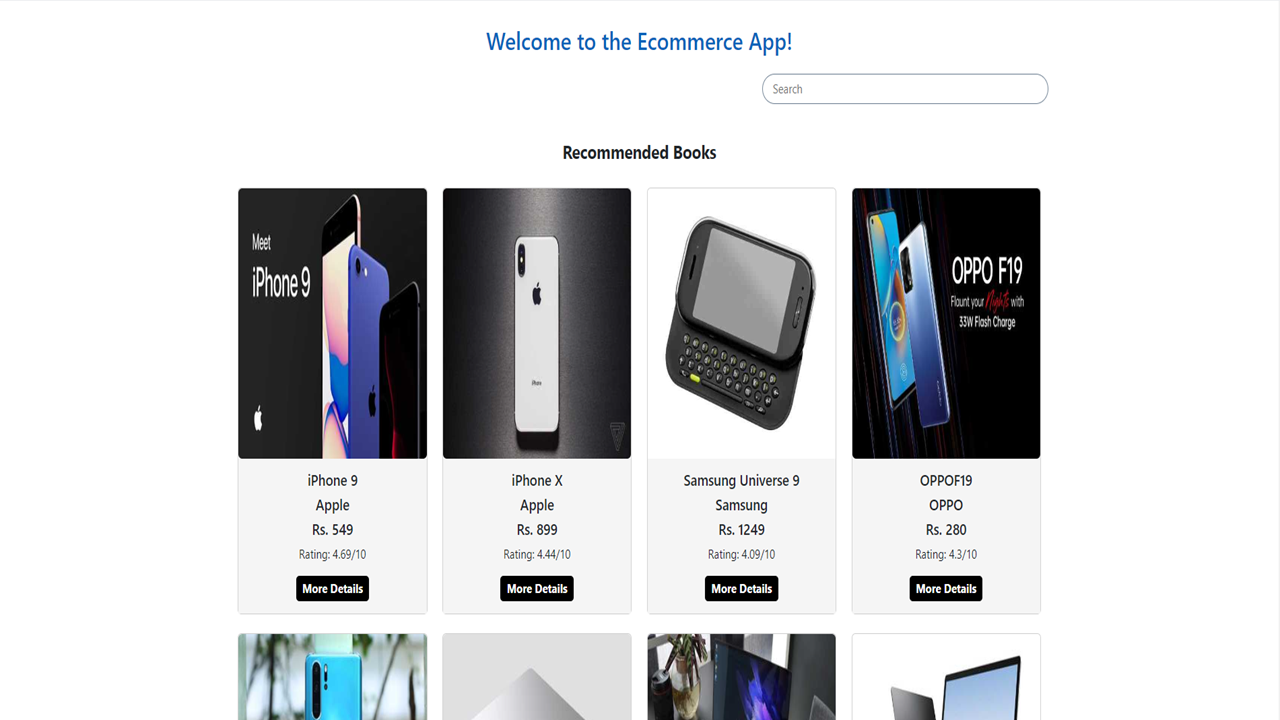 Welcome to the Ecommerce App!
Search
Recommended Books
Meet
iPhone 9
iPhone
OPPO F19
Flaunt your Nights with
33W Flash Charge
iPhone 9
Apple
Rs. 549
Rating: 4.69/10
More Details
iPhone X
Apple
Rs. 899
Rating: 4.44/10
More Details
Samsung Universe 9
Samsung
Rs. 1249
Rating: 4.09/10
More Details
OPPOF19
OPPO
Rs. 280
Rating: 4.3/10
More Details